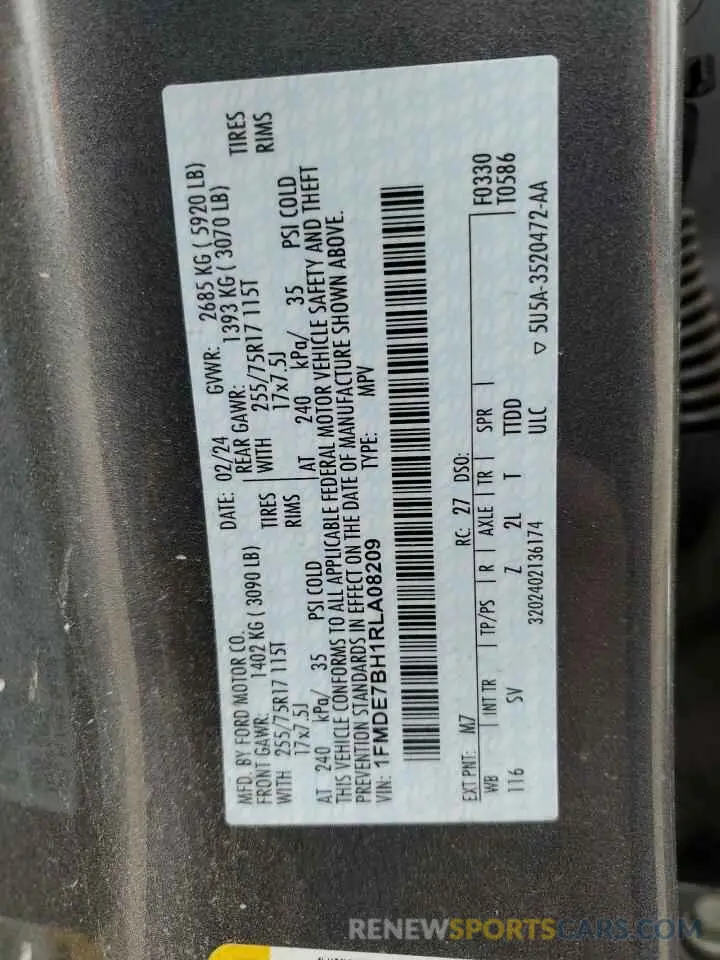 MFD. BY FORD MOTOR CO. DATE: 02/24 GVWR: 2685 KG ( 5920 LB)
FRONT GAWR: 1402 KG ( 3090 LB) REAR GAWR: 1393 KG ( 3070 LB)
WITH 255/75R17 115T TIRES WITH 255/75R17 115T TIRES
17x7.5J RIMS 17x7.5J RIMS
AT 240 kPa/ 35 PSI COLD AT 240 kPa/ 35 PSI COLD
THIS VEHICLE CONFORMS TO ALL APPLICABLE FEDERAL MOTOR VEHICLE SAFETY AND THEFT
PREVENTION STANDARDS IN EFFECT ON THE DATE OF MANUFACTURE SHOWN ABOVE.
VIN: 1FMDE7BH1RLA08209 TYPE: MPV
EXT PNT: M7 RC: 27 DSO: F0330
WB INT TR TP/PS R AXLE TR SPR T0586
116 SV Z 2L T TTDD
3202402136174 ULC ▽ 5U5A-3520472-AA
RENEWSPORTSCARS.COM